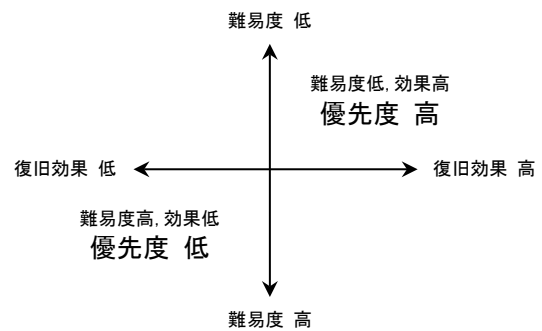 難易度 低
難易度低, 効果高
優先度 高
復旧効果 低
復旧効果 高
難易度高, 効果低
優先度 低
難易度 高